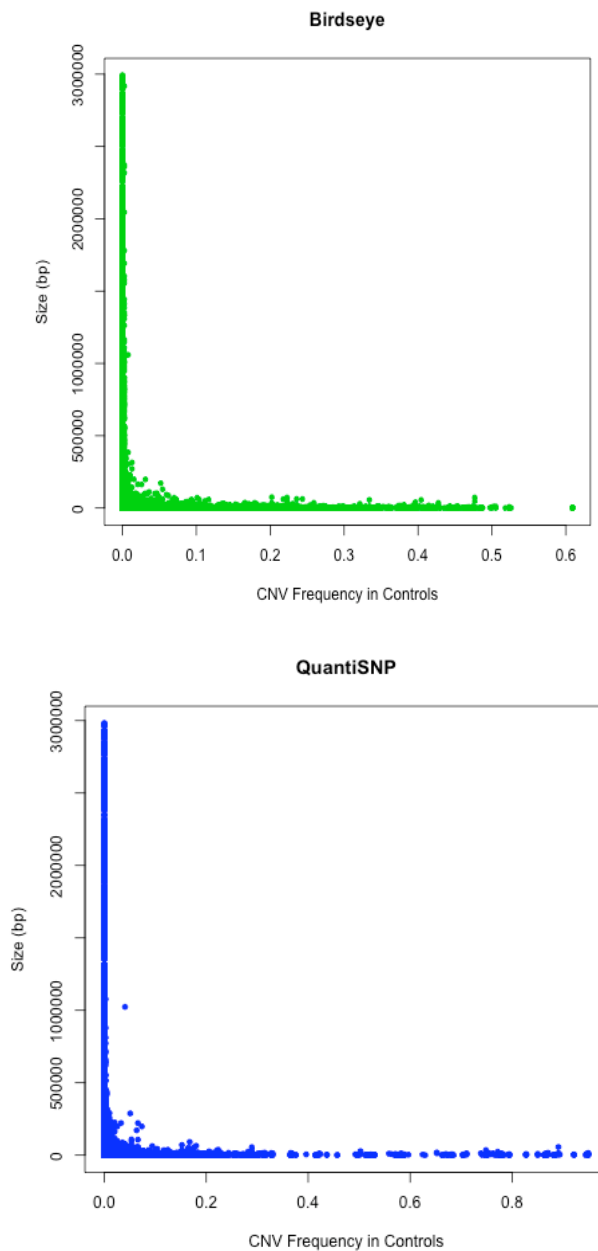 Birdseye
Size (bp)
3000000
2000000
1000000
500000
0
0.0 0.1 0.2 0.3 0.4 0.5 0.6
CNV Frequency in Controls
QuantiSNP
Size (bp)
3000000
2000000
1000000
500000
0
0.0 0.2 0.4 0.6 0.8
CNV Frequency in Controls